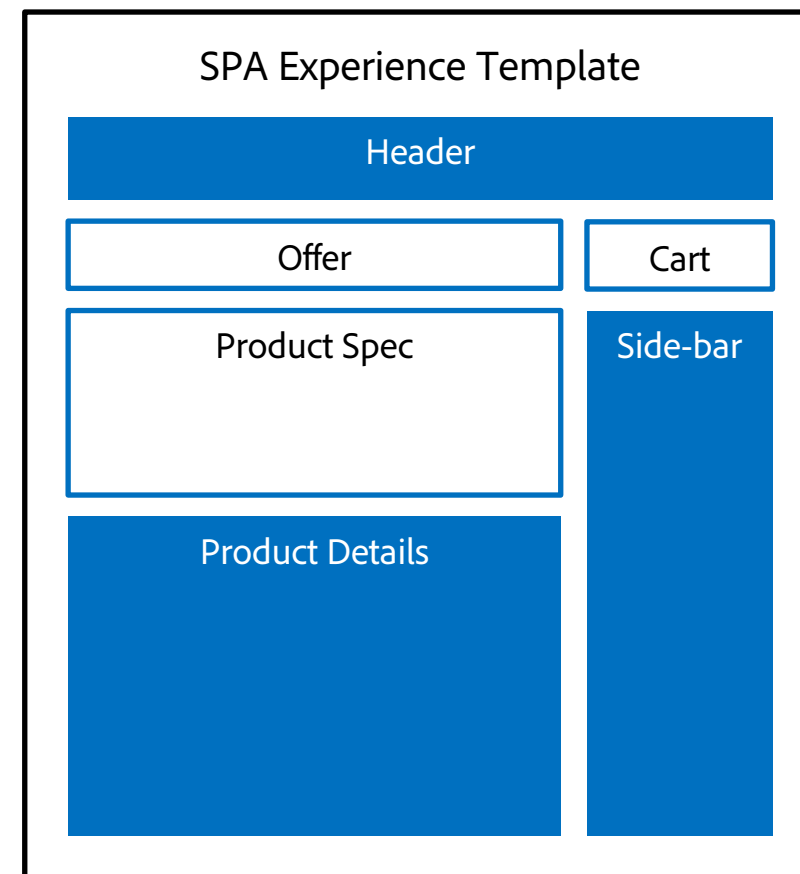 SPA Experience Template
Header
Offer
Cart
Product Spec
Side-bar
Product Details